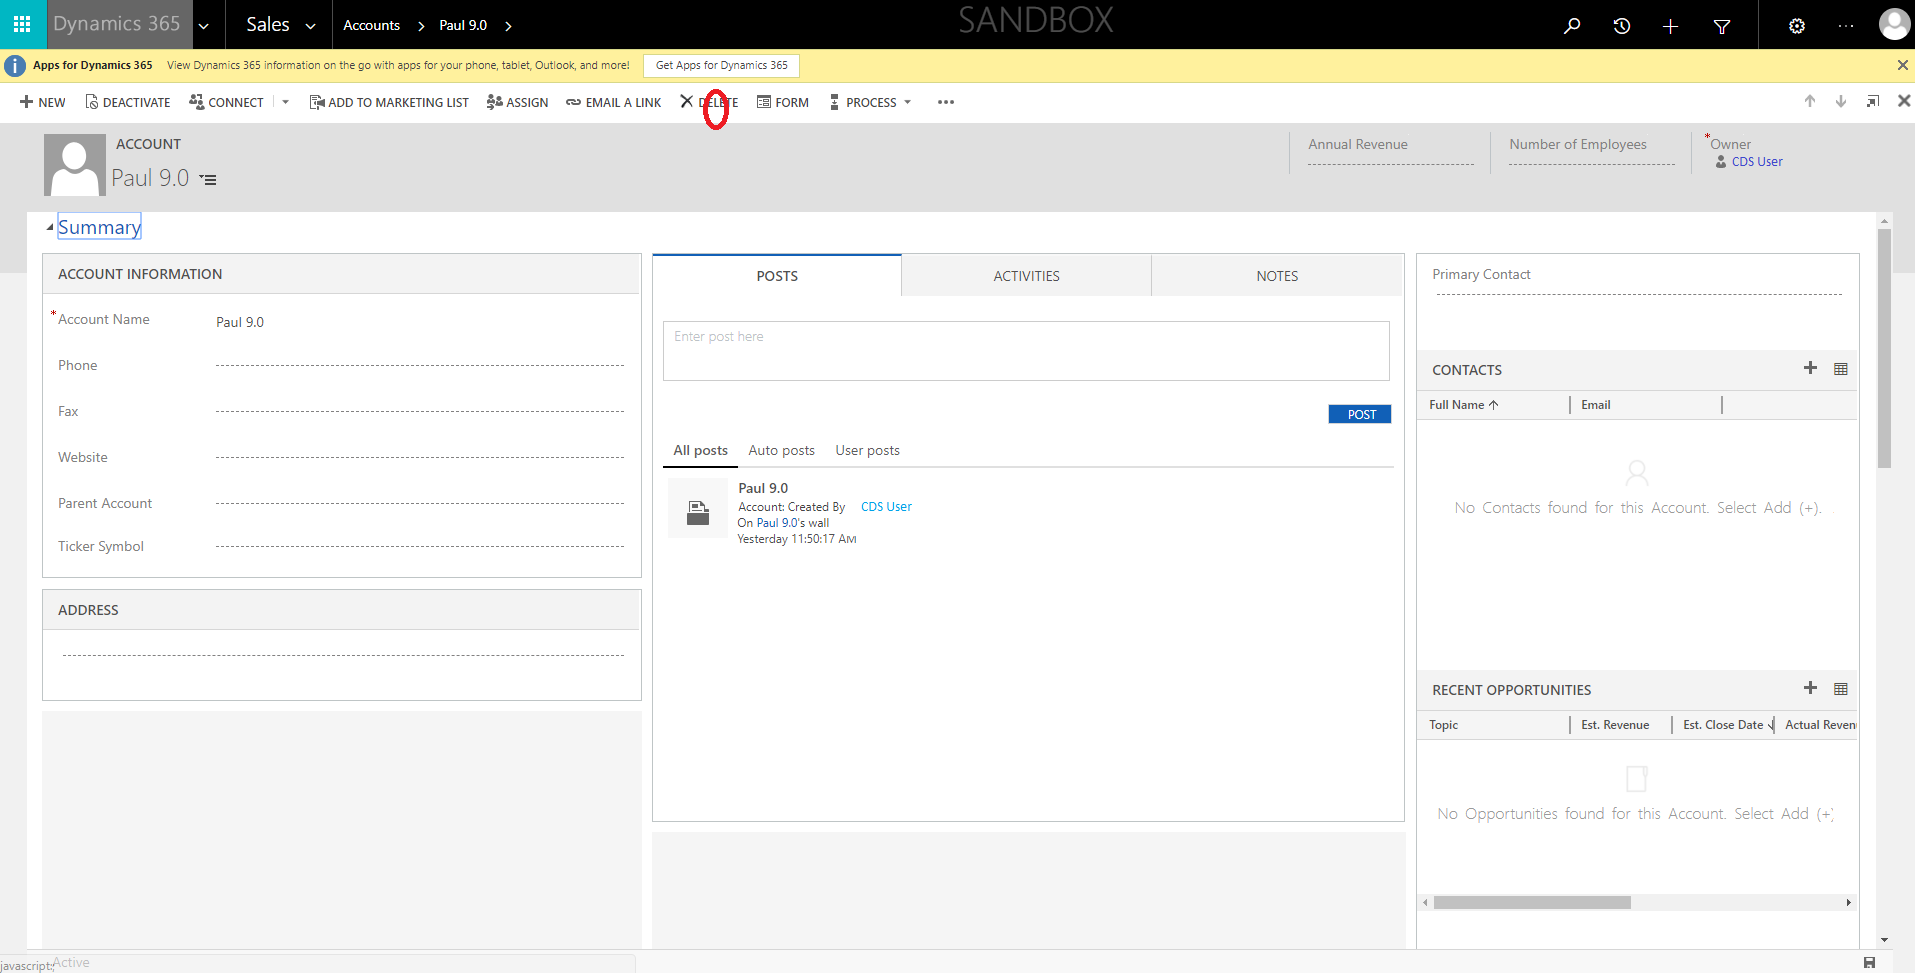 Dynamics 365 Sales Accounts Paul 9.0 SANDBOX
Apps for Dynamics 365 View Dynamics 365 information on the go with apps for your phone, tablet, Outlook, and more! Get Apps for Dynamics 365
NEW DEACTIVATE CONNECT ADD TO MARKETING LIST ASSIGN EMAIL A LINK DELETE FORM PROCESS ...
ACCOUNT
Paul 9.0
Annual Revenue
Number of Employees
*Owner
CDS User
Summary
ACCOUNT INFORMATION
*Account Name Paul 9.0
Phone
Fax
Website
Parent Account
Ticker Symbol
ADDRESS
POSTS ACTIVITIES NOTES
Enter post here
POST
All posts Auto posts User posts
Paul 9.0
Account: Created By CDS User
On Paul 9.0's wall
Yesterday 11:50:17 AM
Primary Contact
CONTACTS
Full Name Email
No Contacts found for this Account. Select Add (+).
RECENT OPPORTUNITIES
Topic Est. Revenue Est. Close Date Actual Reven
No Opportunities found for this Account. Select Add (+)
javascript:; Active